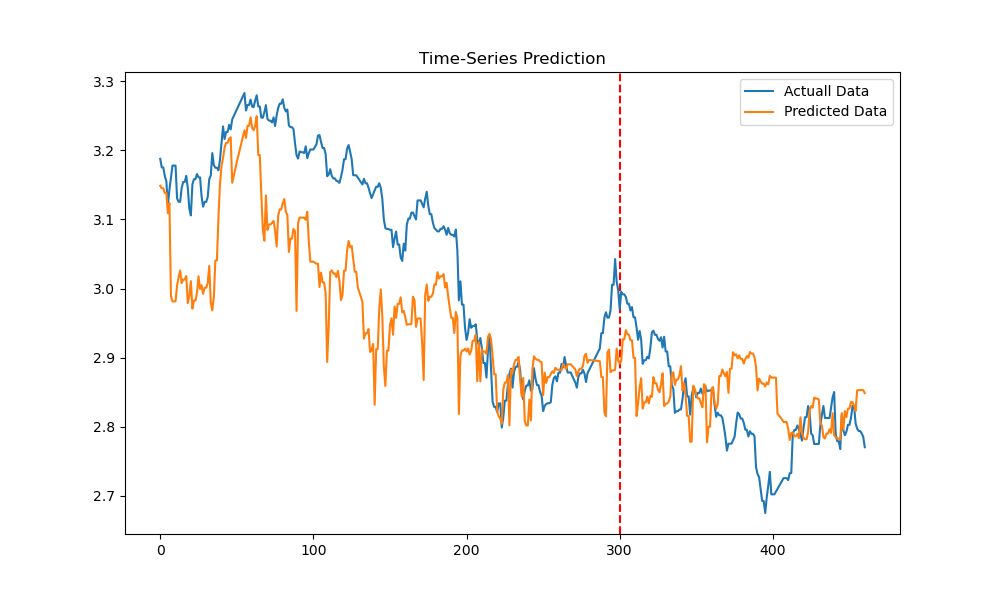 Time-Series Prediction
Actuall Data
Predicted Data
3.3
3.2
3.1
3.0
2.9
2.8
2.7
0 100 200 300 400